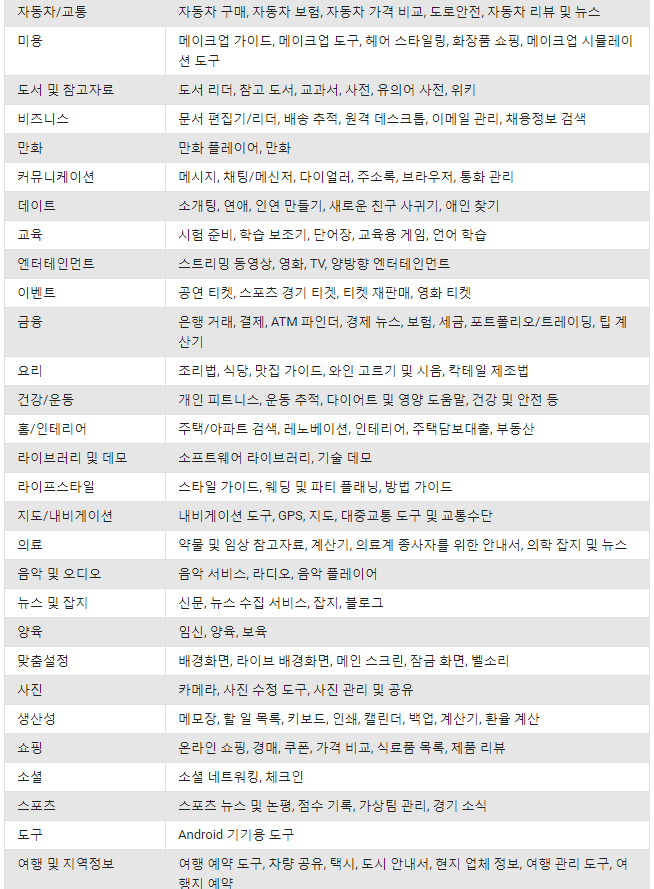 자동차/교통 자동차 구매, 자동차 보험, 자동차 가격 비교, 도로안전, 자동차 리뷰 및 뉴스
미용 메이크업 가이드, 메이크업 도구, 헤어 스타일링, 화장품 쇼핑, 메이크업 시뮬레이
션 도구
도서 및 참고자료 도서 리더, 참고 도서, 교과서, 사전, 유의어 사전, 위키
비즈니스 문서 편집기/리더, 배송 추적, 원격 데스크톱, 이메일 관리, 채용정보 검색
만화 만화 플레이어, 만화
커뮤니케이션 메시지, 채팅/메신저, 다이얼러, 주소록, 브라우저, 통화 관리
데이트 소개팅, 연애, 인연 만들기, 새로운 친구 사귀기, 애인 찾기
교육 시험 준비, 학습 보조기, 단어장, 교육용 게임, 언어 학습
엔터테인먼트 스트리밍 동영상, 영화, TV, 양방향 엔터테인먼트
이벤트 공연 티켓, 스포츠 경기 티겟, 티켓 재판매, 영화 티켓
금융 은행 거래, 결제, ATM 파인더, 경제 뉴스, 보험, 세금, 포트폴리오/트레이딩, 팁 계
산기
요리 조리법, 식당, 맛집 가이드, 와인 고르기 및 시음, 칵테일 제조법
건강/운동 개인 피트니스, 운동 추적, 다이어트 및 영양 도움말, 건강 및 안전 등
홈/인테리어 주택/아파트 검색, 레노베이션, 인테리어, 주택담보대출, 부동산
라이브러리 및 데모 소프트웨어 라이브러리, 기술 데모
라이프스타일 스타일 가이드, 웨딩 및 파티 플래닝, 방법 가이드
지도/내비게이션 내비게이션 도구, GPS, 지도, 대중교통 도구 및 교통수단
의료 약물 및 임상 참고자료, 계산기, 의료계 종사자를 위한 안내서, 의학 잡지 및 뉴스
음악 및 오디오 음악 서비스, 라디오, 음악 플레이어
뉴스 및 잡지 신문, 뉴스 수집 서비스, 잡지, 블로그
양육 임신, 양육, 보육
맞춤설정 배경화면, 라이브 배경화면, 메인 스크린, 잠금 화면, 벨소리
사진 카메라, 사진 수정 도구, 사진 관리 및 공유
생산성 메모장, 할 일 목록, 키보드, 인쇄, 캘린더, 백업, 계산기, 환율 계산
쇼핑 온라인 쇼핑, 경매, 쿠폰, 가격 비교, 식료품 목록, 제품 리뷰
소셜 소셜 네트워킹, 체크인
스포츠 스포츠 뉴스 및 논평, 점수 기록, 가상팀 관리, 경기 소식
도구 Android 기기용 도구
여행 및 지역정보 여행 예약 도구, 차량 공유, 택시, 도시 안내서, 현지 업체 정보, 여행 관리 도구, 여
행지 예약